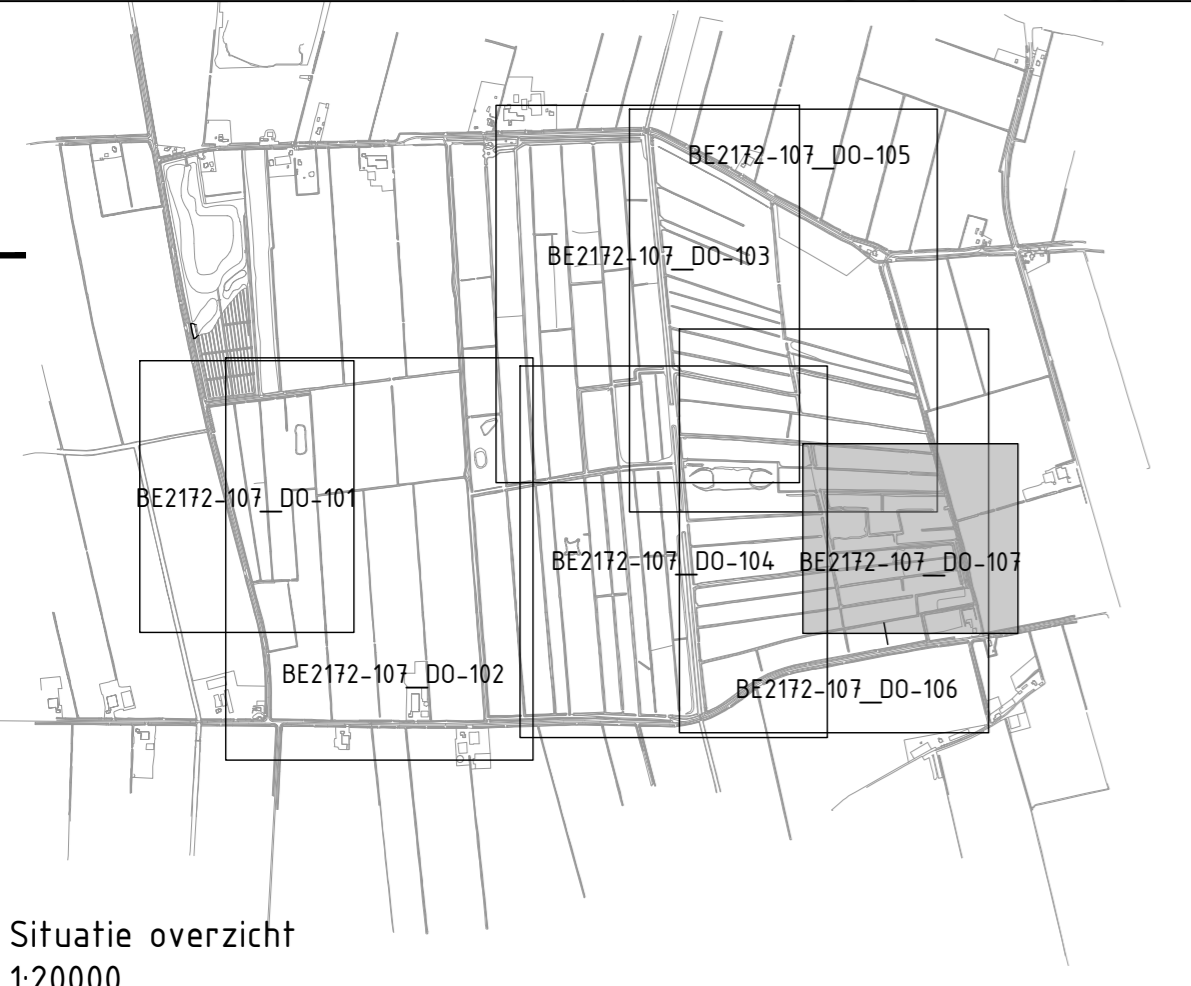 BE2172-107_DO-105
BE2172-107_DO-103
BE2172-107_DO-101
BE2172-107_DO-104
BE2172-107_DO-107
BE2172-107_DO-102
BE2172-107_DO-106
Situatie overzicht
1:20000